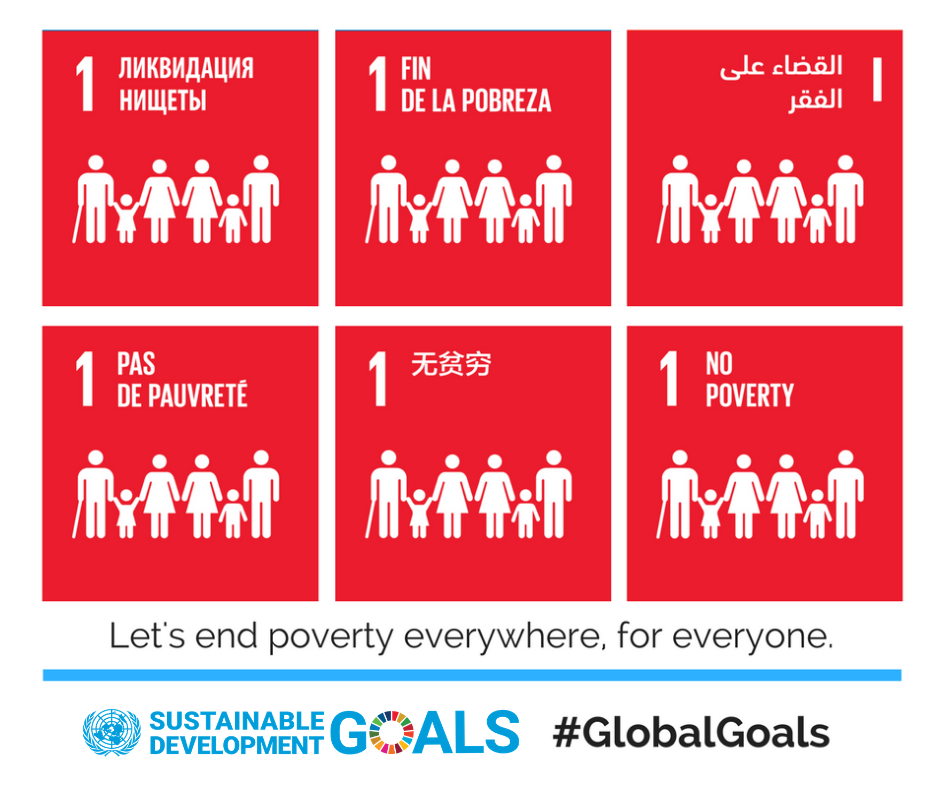 1 ЛИКВИДАЦИЯ
НИЩЕТЫ
1 FIN
DE LA POBREZA
١ القضاء على
الفقر
1 PAS
DE PAUVRETÉ
1 无贫穷
1 NO
POVERTY
Let's end poverty everywhere, for everyone.
SUSTAINABLE
DEVELOPMENT
GOALS
#GlobalGoals